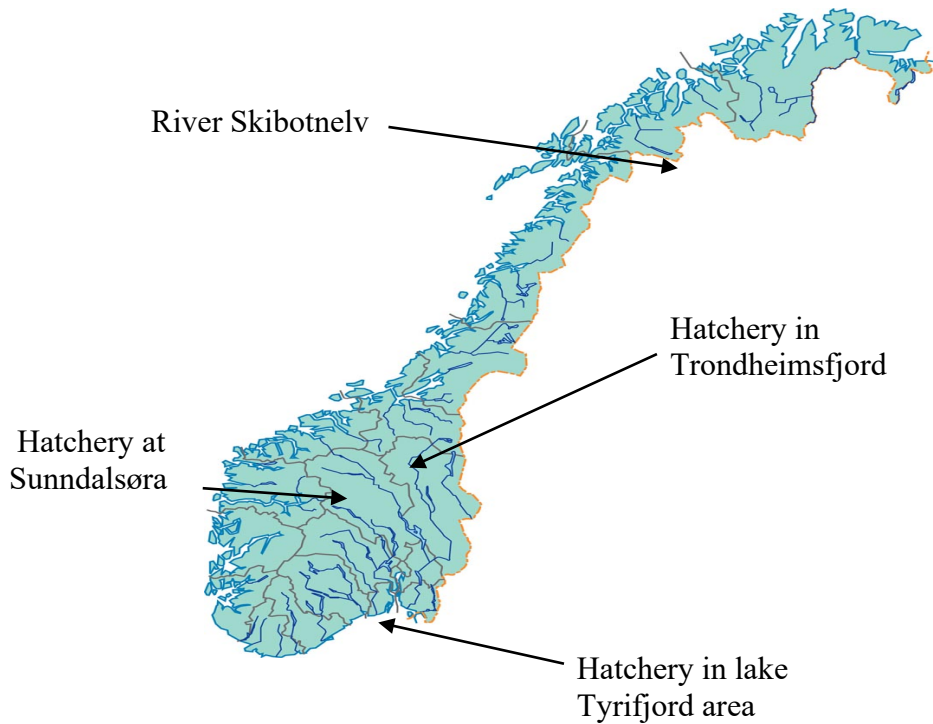 River Skibotnelv
Hatchery in
Trondheimsfjord
Hatchery at
Sunndalsøra
Hatchery in lake
Tyrifjord area